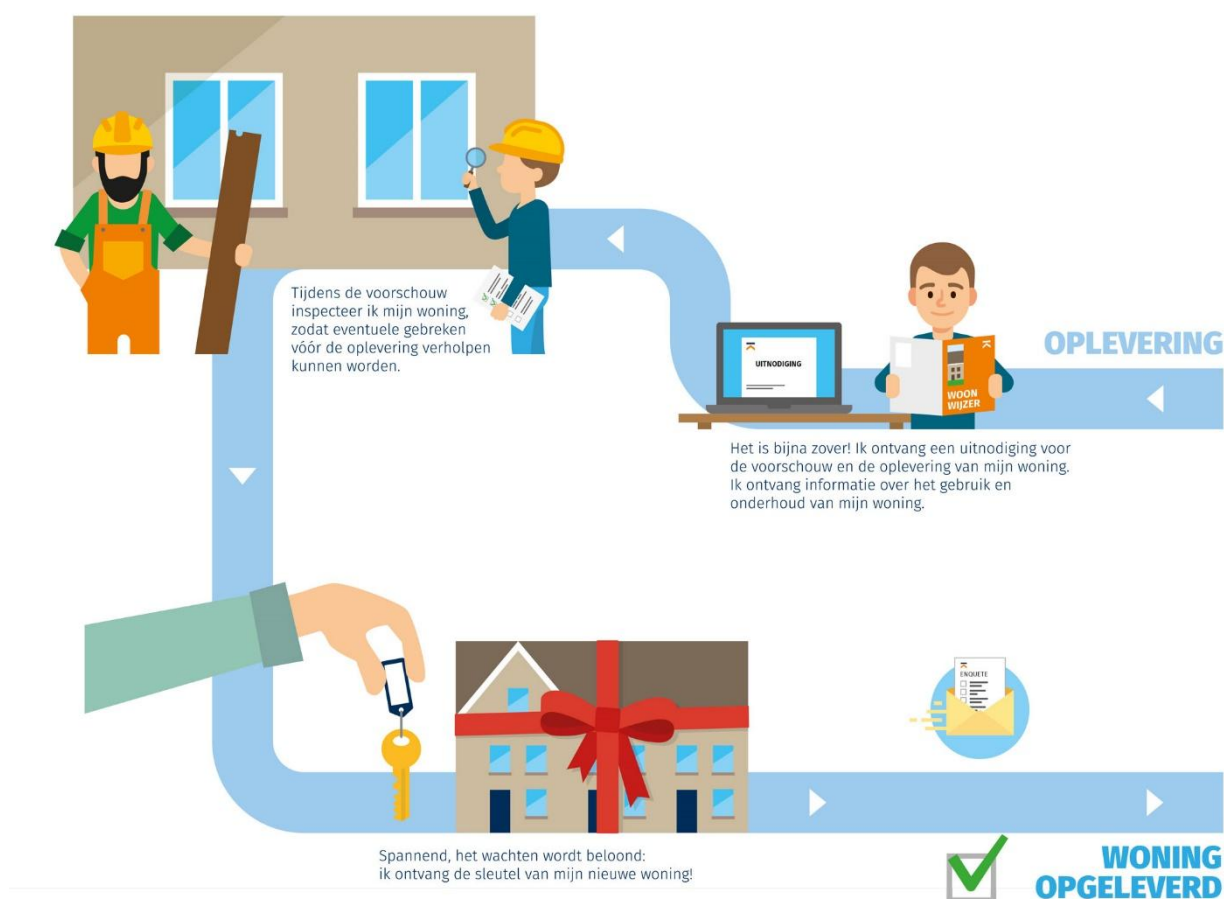 OPLEVERING
UITNODIGING
WOON
WIJZER
Het is bijna zover! Ik ontvang een uitnodiging voor
de voorschouw en de oplevering van mijn woning.
Ik ontvang informatie over het gebruik en
onderhoud van mijn woning.
Tijdens de voorschouw
inspecteer ik mijn woning,
zodat eventuele gebreken
vóór de oplevering verholpen
kunnen worden.
Spannend, het wachten wordt beloond:
ik ontvang de sleutel van mijn nieuwe woning!
ENQUETE
WONING
OPGELEVERD